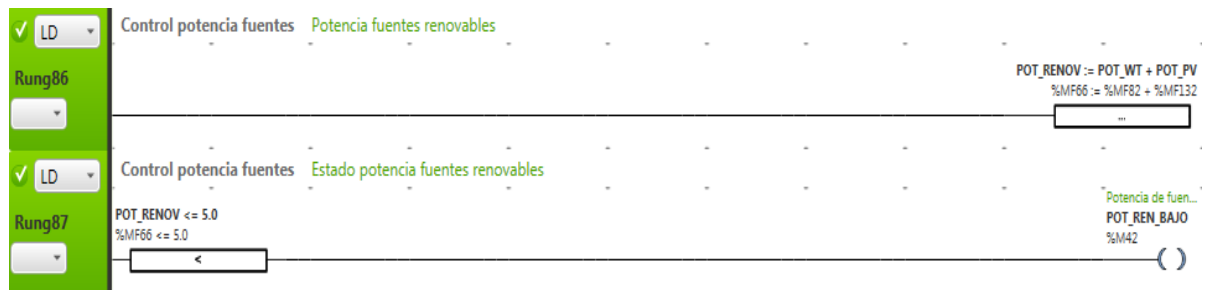 LD Control potencia fuentes Potencia fuentes renovables
Rung86
POT_RENOV := POT_WT + POT_PV
%MF66 := %MF82 + %MF132
...
LD Control potencia fuentes Estado potencia fuentes renovables
Rung87
POT_RENOV <= 5.0
%MF66 <= 5.0
<
Potencia de fuen...
POT_REN_BAJO
%M42
( )